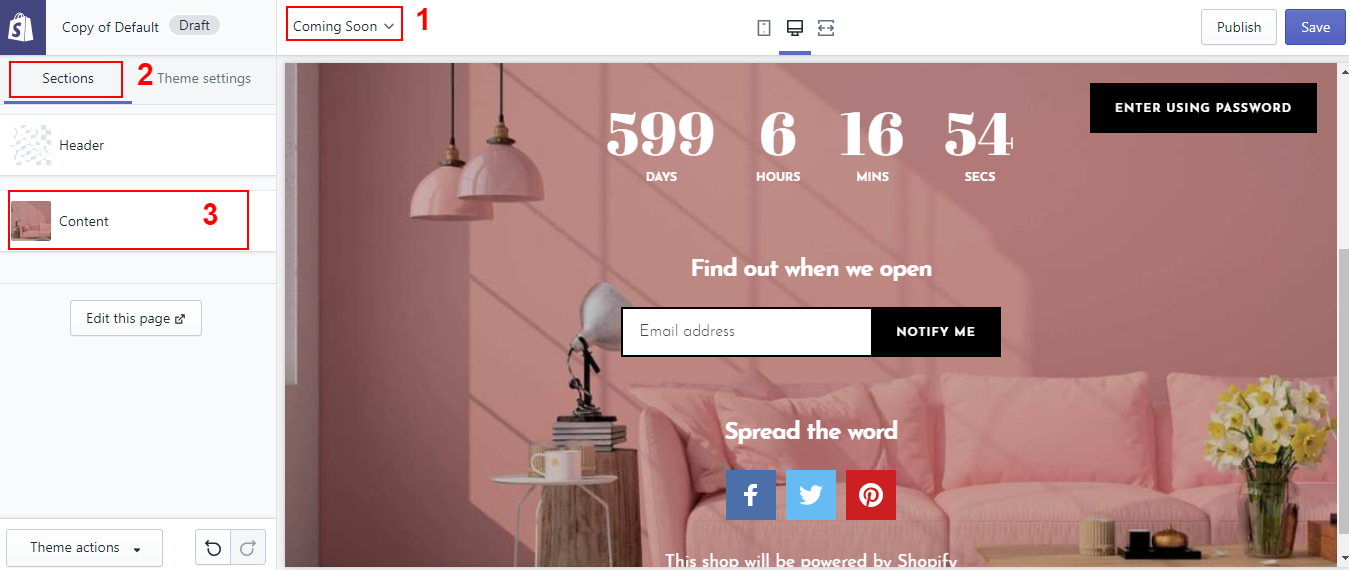 Copy of Default Draft
Coming Soon 1
Publish Save
Sections 2 Theme settings
Header
Content 3
Edit this page
Theme actions
ENTER USING PASSWORD
599 6 16 54
DAYS HOURS MINS SECS
Find out when we open
Email address NOTIFY ME
Spread the word
This shop will be powered by Shopify